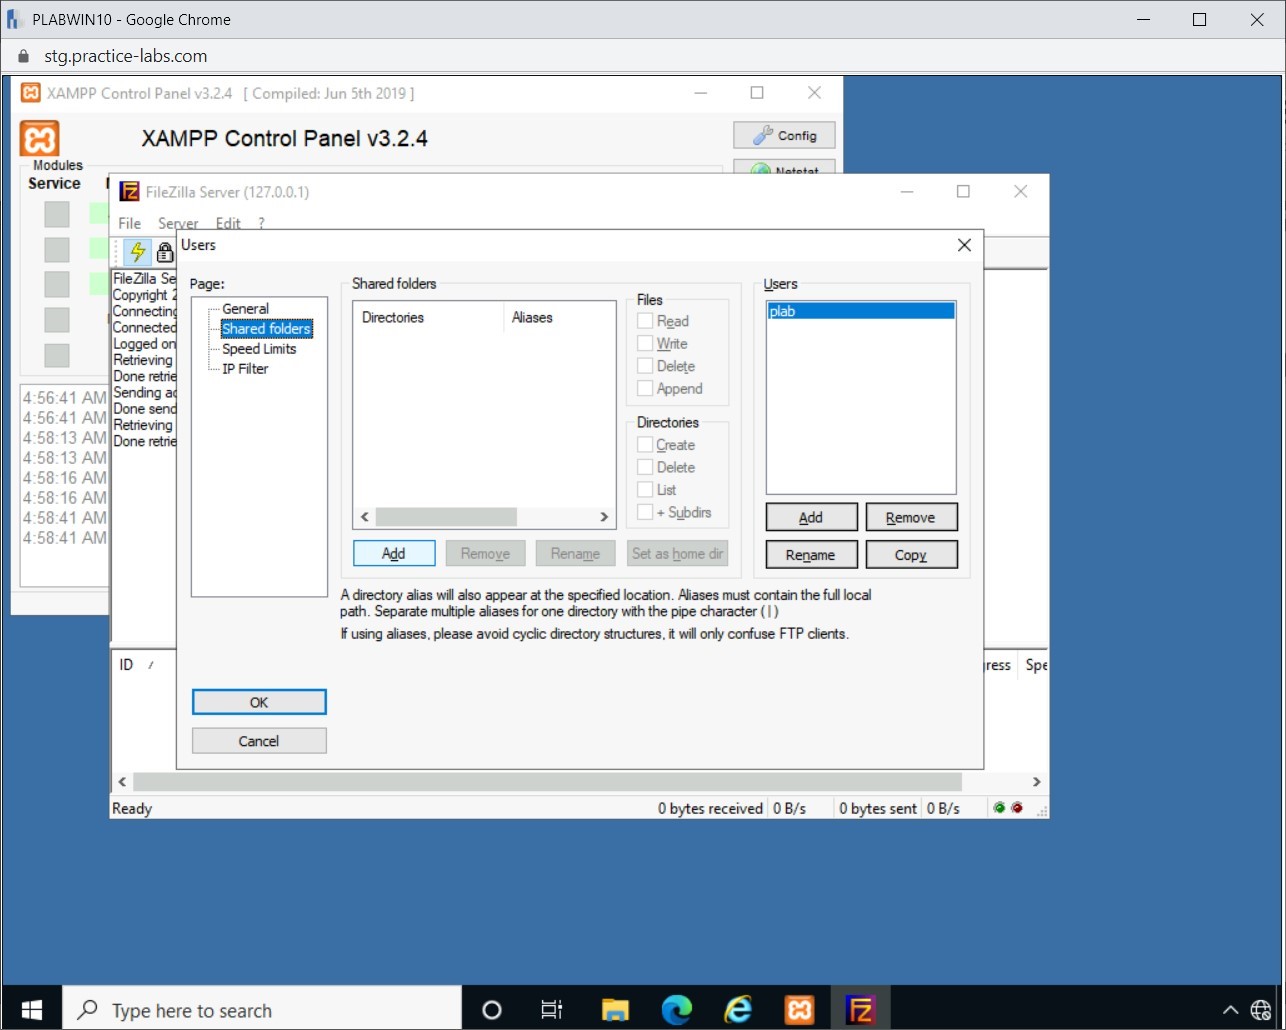 PLABWIN10 - Google Chrome
stg.practice-labs.com
XAMPP Control Panel v3.2.4 [ Compiled: Jun 5th 2019 ]
XAMPP Control Panel v3.2.4
Config
Netstat
Modules
Service
FileZilla Server (127.0.0.1)
File Server Edit ?
Users
FileZilla Se
Copyright 2
Connecting
Connected
Logged on
Retrieving
Done retrie
Sending ac
Done send
Retrieving
Done retrie
4:56:41 AM
4:56:41 AM
4:58:13 AM
4:58:13 AM
4:58:16 AM
4:58:16 AM
4:58:41 AM
4:58:41 AM
Page:
General
Shared folders
Speed Limits
IP Filter
Shared folders
Directories Aliases
Files
Read
Write
Delete
Append
Directories
Create
Delete
List
+ Subdirs
Add Remove Rename Set as home dir
Users
plab
Add Remove
Rename Copy
A directory alias will also appear at the specified location. Aliases must contain the full local
path. Separate multiple aliases for one directory with the pipe character (|)
If using aliases, please avoid cyclic directory structures, it will only confuse FTP clients.
OK
Cancel
ID / gress Spe
Ready 0 bytes received 0 B/s 0 bytes sent 0 B/s
Type here to search